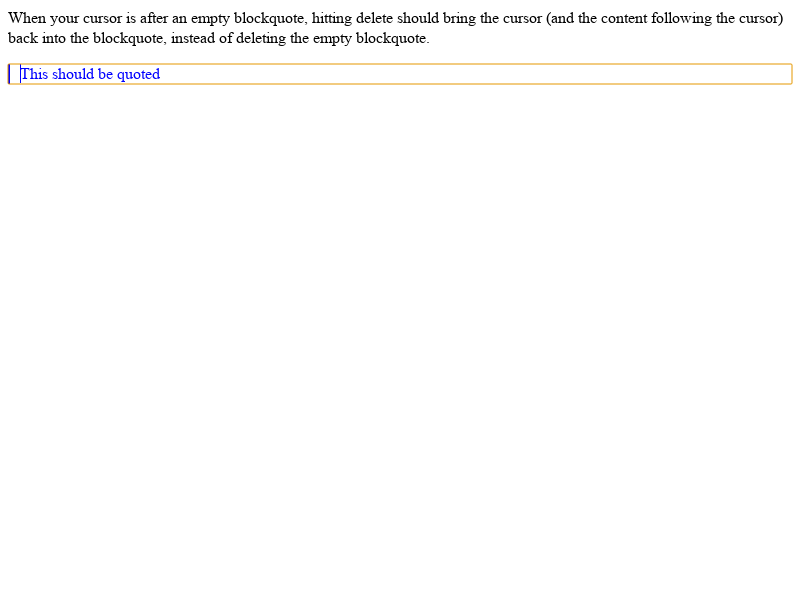 When your cursor is after an empty blockquote, hitting delete should bring the cursor (and the content following the cursor)
back into the blockquote, instead of deleting the empty blockquote.
This should be quoted